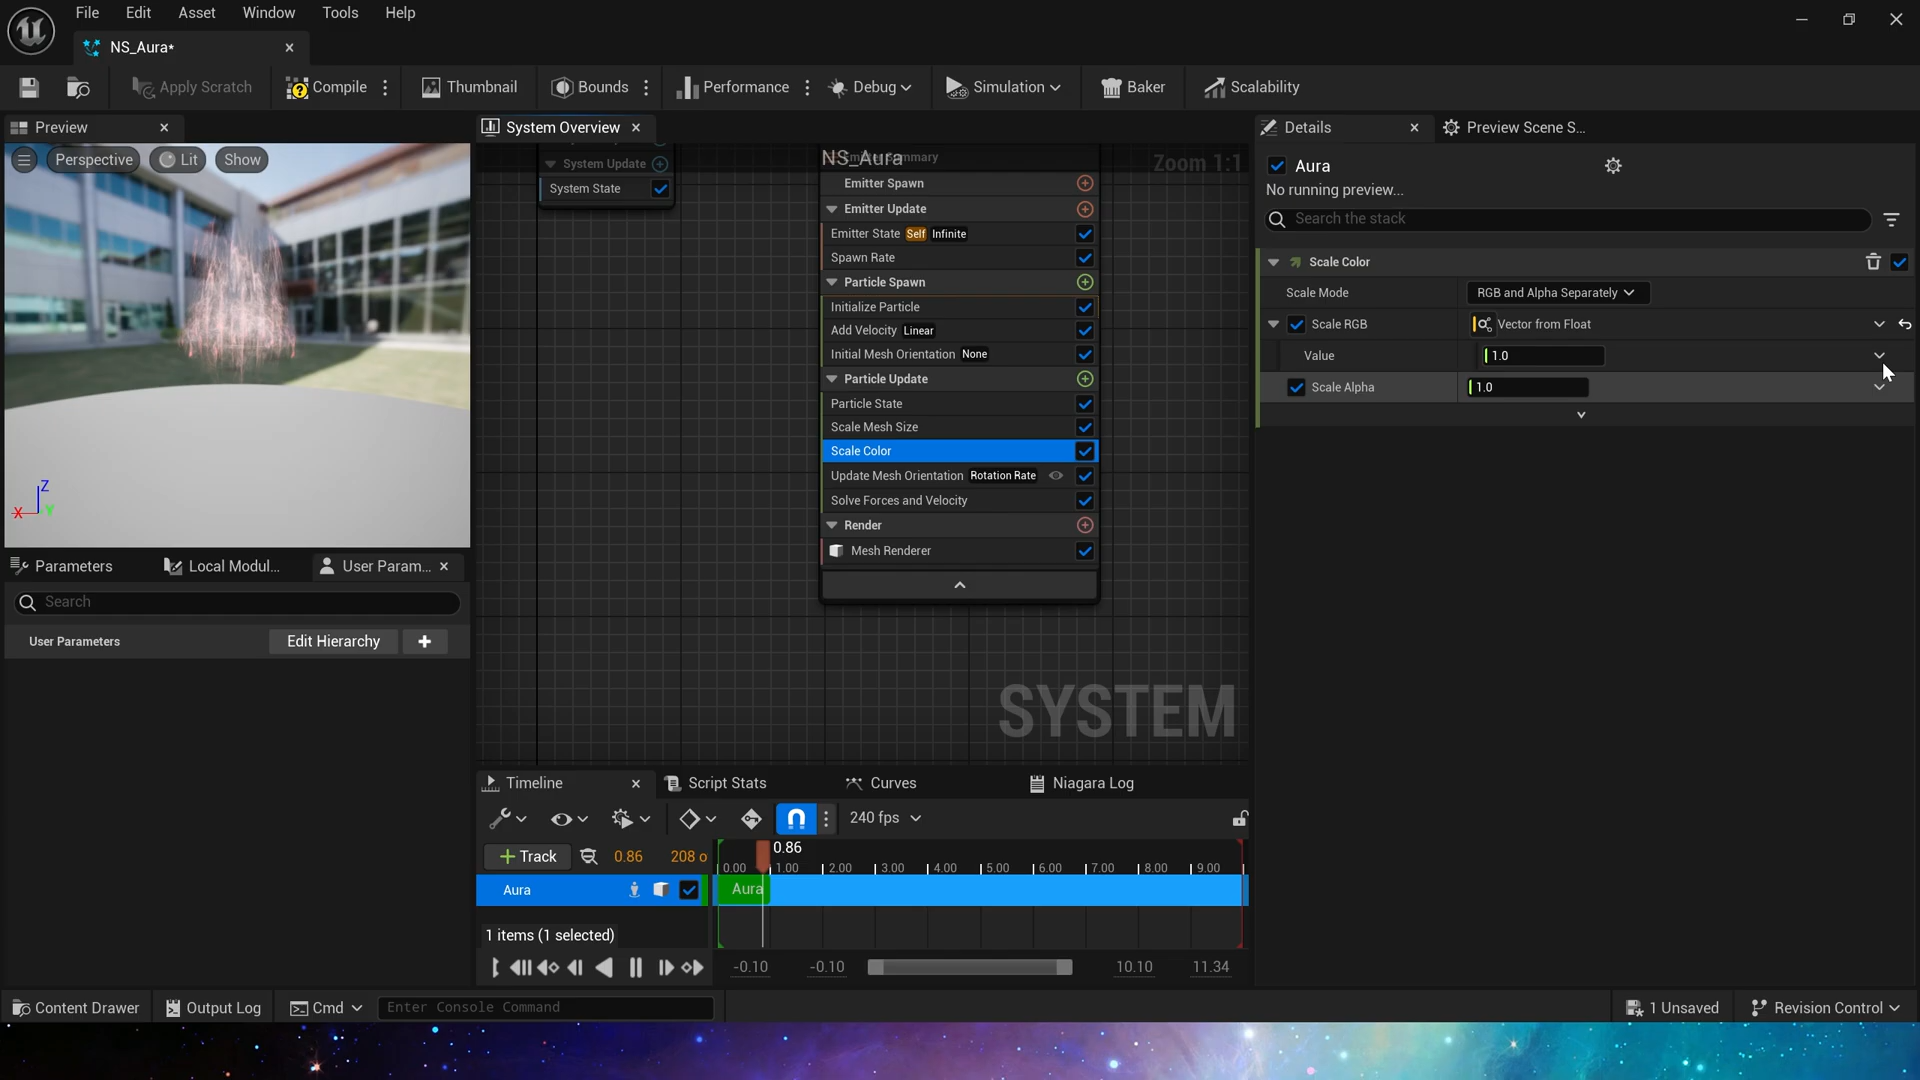 File Edit Asset Window Tools Help
NS_Aura*
Apply Scratch Compile Thumbnail Bounds Performance Debug Simulation Baker Scalability
Preview
Perspective Lit Show
Z
X Y
Parameters Local Modul... User Param...
Search
User Parameters Edit Hierarchy
System Overview
NS_Aura
Zoom 1:1
System Update
System State
Emitter Summary
Emitter Spawn
Emitter Update
Emitter State Self Infinite
Spawn Rate
Particle Spawn
Initialize Particle
Add Velocity Linear
Initial Mesh Orientation None
Particle Update
Particle State
Scale Mesh Size
Scale Color
Update Mesh Orientation Rotation Rate
Solve Forces and Velocity
Render
Mesh Renderer
SYSTEM
Timeline Script Stats Curves Niagara Log
240 fps
Track 0.86 208 o
0.86
0.00 1.00 2.00 3.00 4.00 5.00 6.00 7.00 8.00 9.00
Aura Aura
1 items (1 selected)
-0.10 -0.10 10.10 11.34
Details Preview Scene S...
Aura
No running preview...
Search the stack
Scale Color
Scale Mode RGB and Alpha Separately
Scale RGB Vector from Float
Value 1.0
Scale Alpha 1.0
Content Drawer Output Log Cmd Enter Console Command 1 Unsaved Revision Control